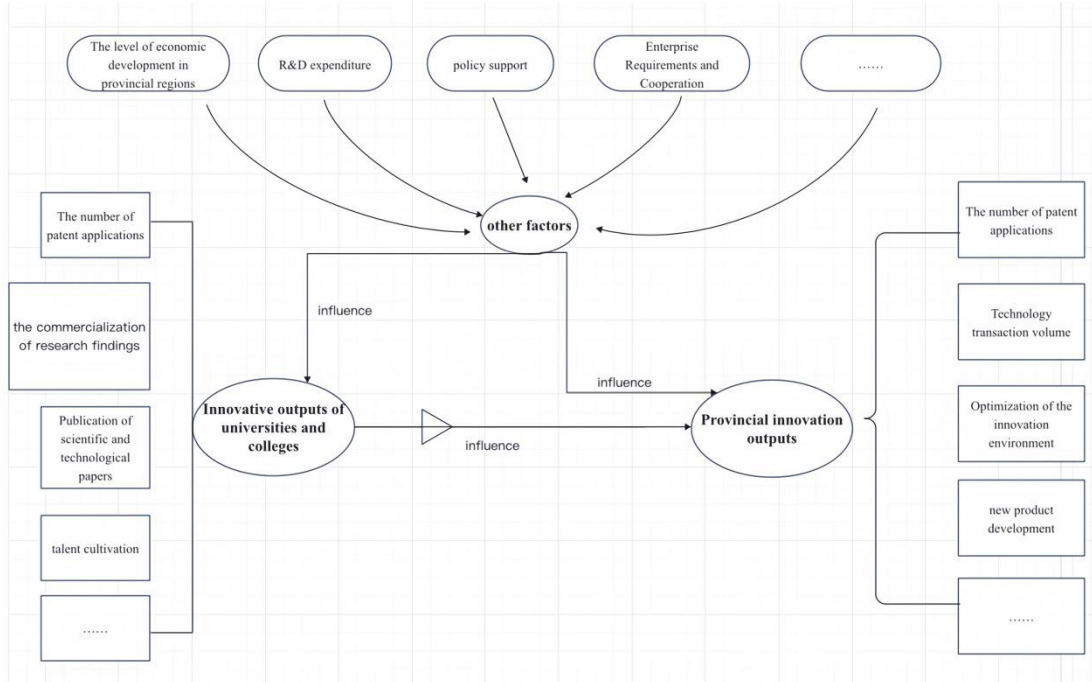 The level of economic
development in
provincial regions
R&D expenditure
policy support
Enterprise
Requirements and
Cooperation
……
other factors
The number of
patent applications
the commercialization
of research findings
Publication of
scientific and
technological papers
talent cultivation
……
influence
influence
influence
Innovative outputs of
universities and
colleges
Provincial innovation
outputs
The number of patent
applications
Technology
transaction volume
Optimization of the
innovation
environment
new product
development
……